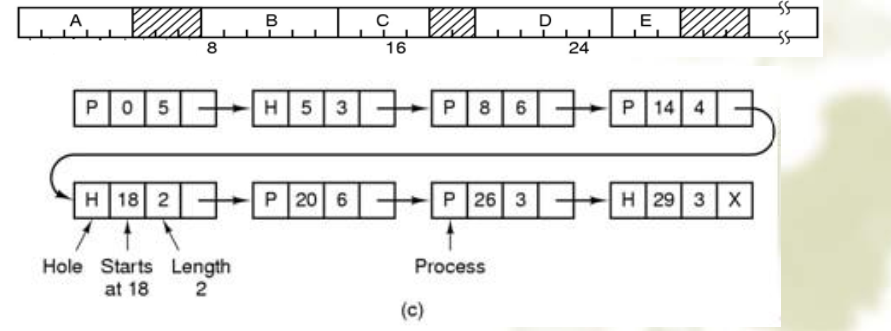 A B C D E
8 16 24
P 0 5 H 5 3 P 8 6 P 14 4
H 18 2 P 20 6 P 26 3 H 29 3 X
Hole Starts Length Process
at 18 2
(c)